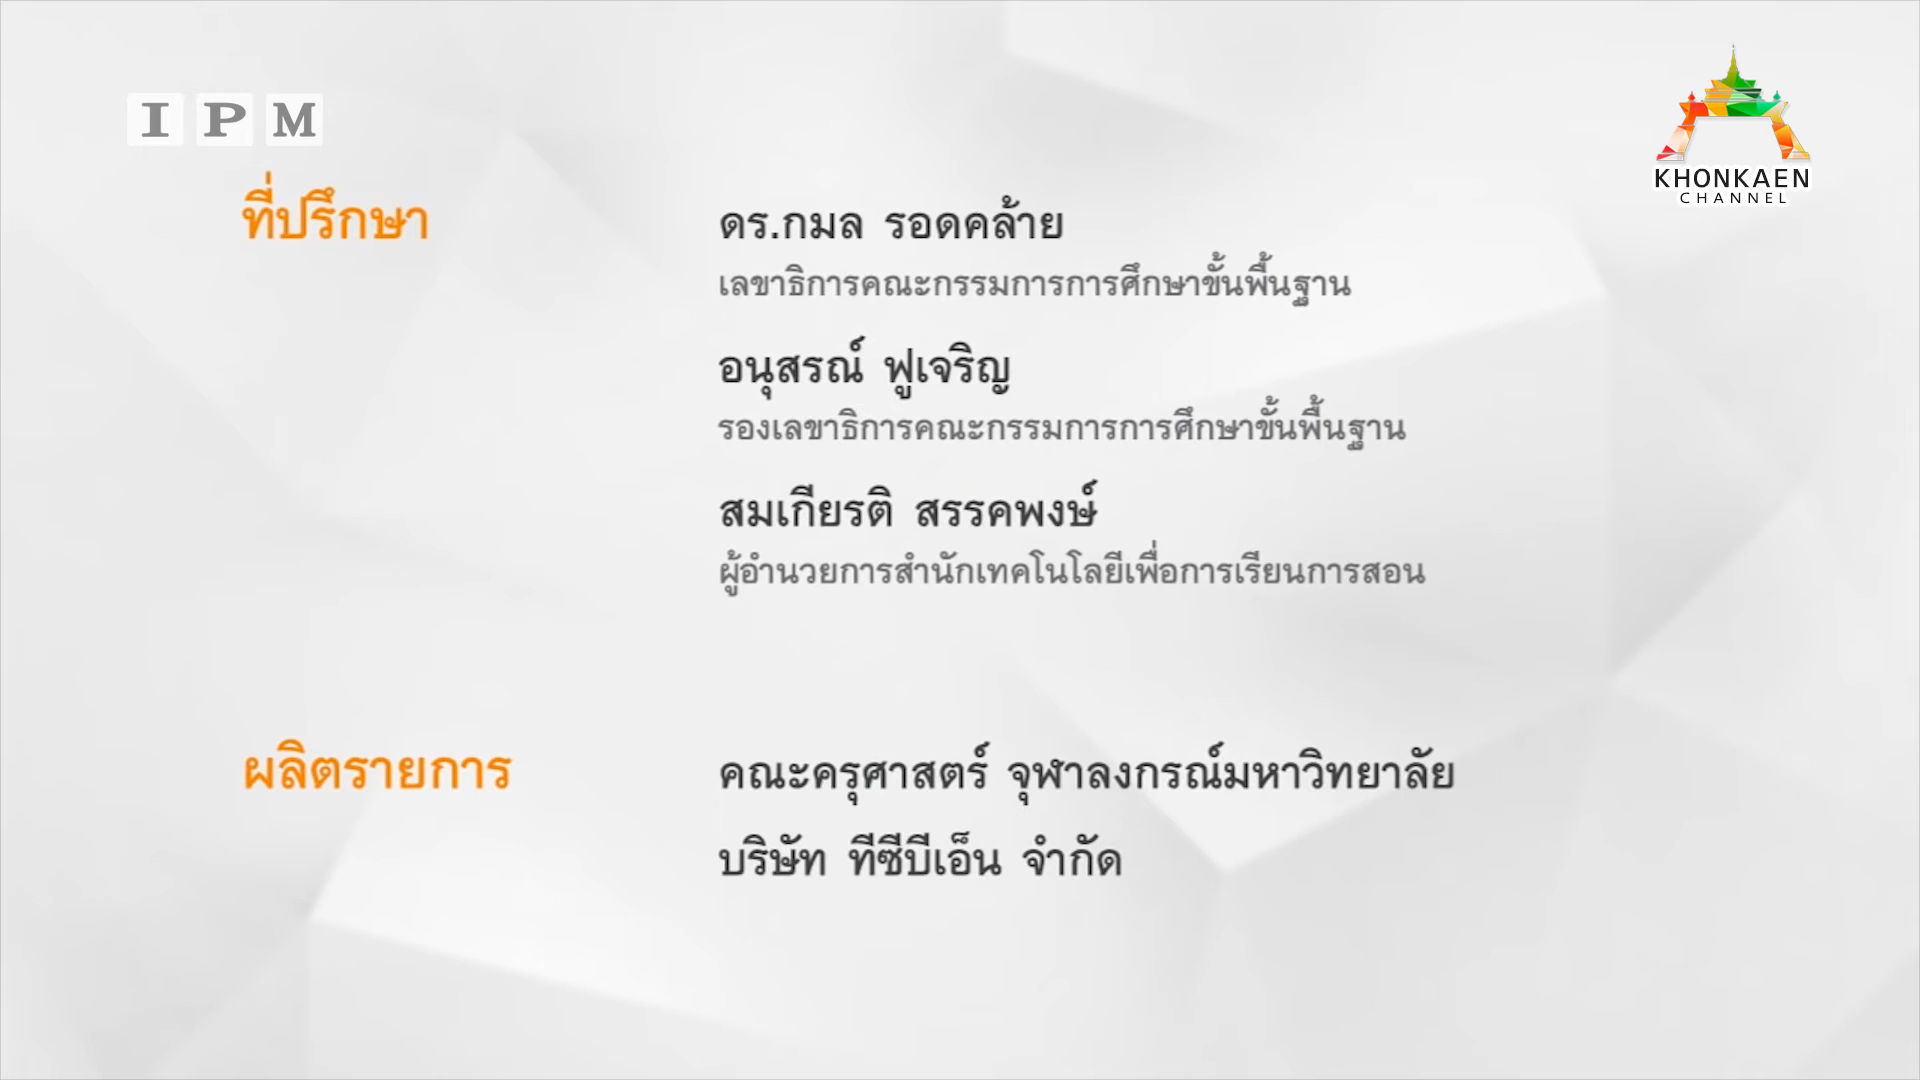 I P M
KHONKAEN
CHANNEL
ที่ปรึกษา
ดร.กมล รอดคล้าย
เลขาธิการคณะกรรมการการศึกษาขั้นพื้นฐาน
อนุสรณ์ ฟูเจริญ
รองเลขาธิการคณะกรรมการการศึกษาขั้นพื้นฐาน
สมเกียรติ สรรคพงษ์
ผู้อำนวยการสำนักเทคโนโลยีเพื่อการเรียนการสอน
ผลิตรายการ
คณะครุศาสตร์ จุฬาลงกรณ์มหาวิทยาลัย
บริษัท ทีซีบีเอ็น จำกัด